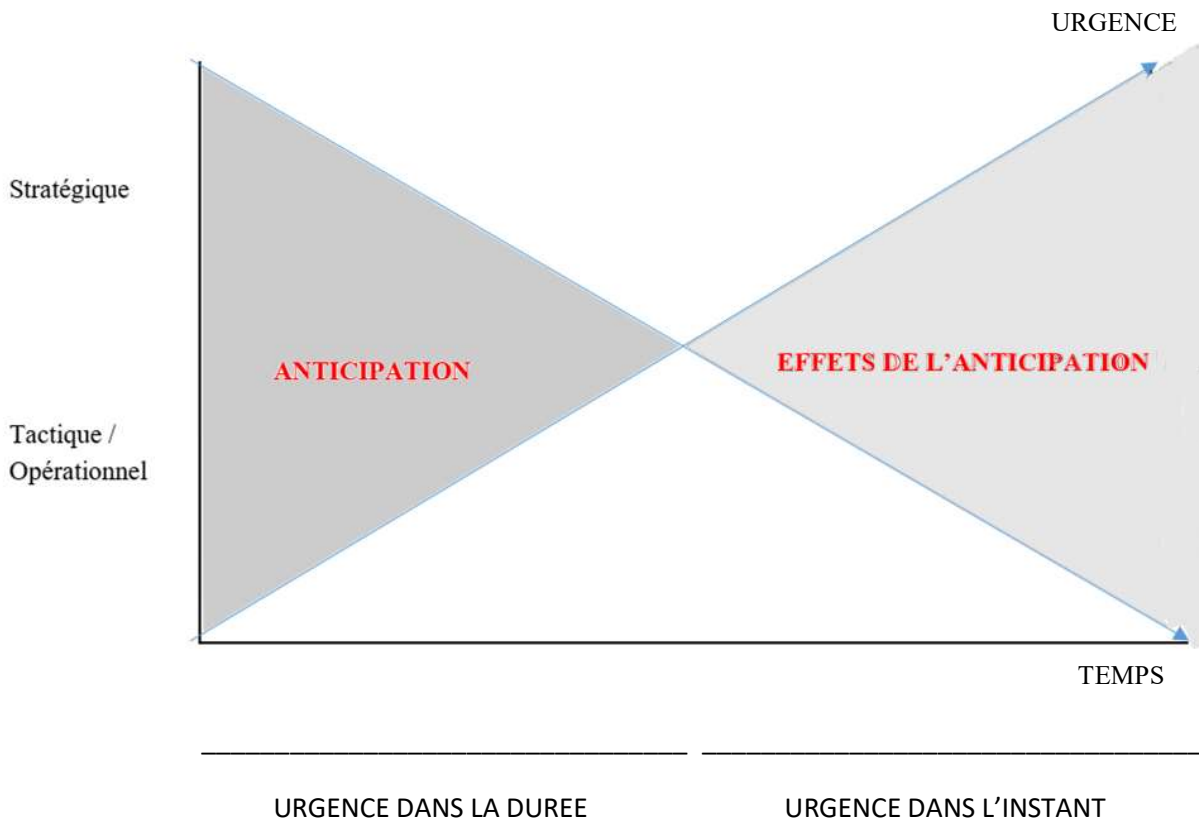 URGENCE
Stratégique
ANTICIPATION
EFFETS DE L’ANTICIPATION
Tactique /
Opérationnel
TEMPS
URGENCE DANS LA DUREE
URGENCE DANS L’INSTANT